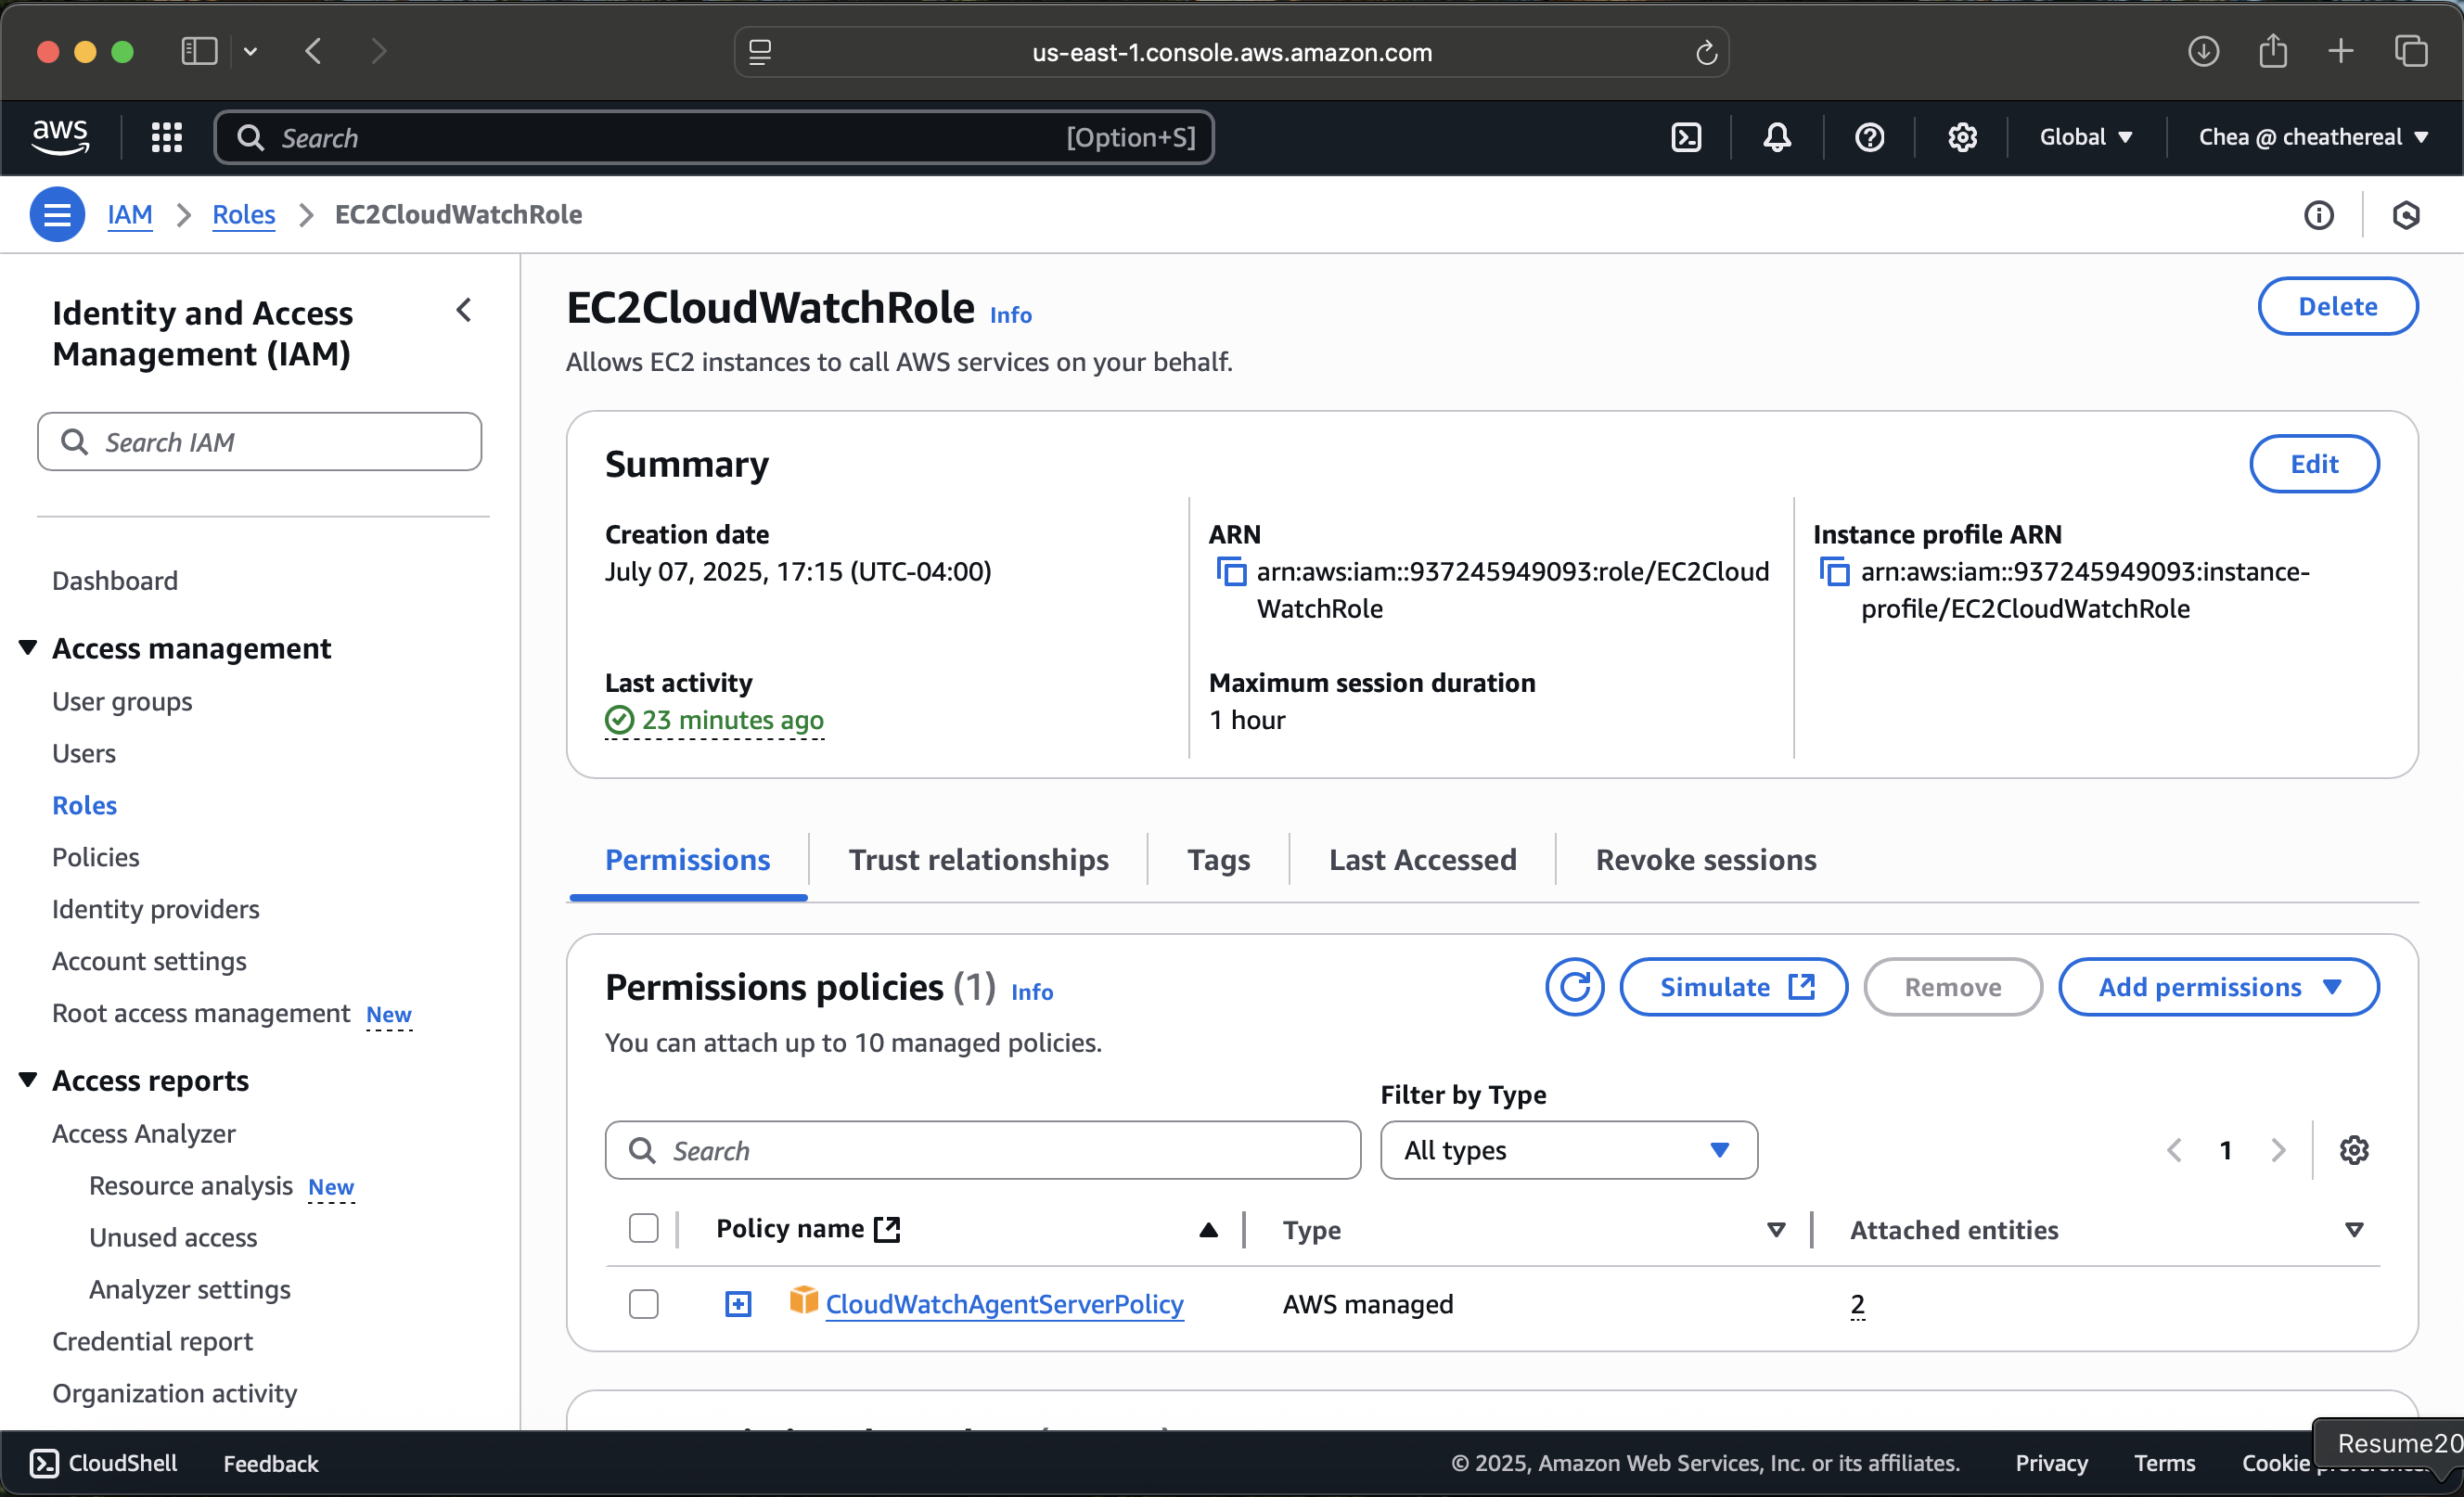 us-east-1.console.aws.amazon.com
aws
Search
[Option+S]
Global
Chea @ cheathereal
IAM
Roles
EC2CloudWatchRole
Identity and Access
Management (IAM)
Search IAM
Dashboard
Access management
User groups
Users
Roles
Policies
Identity providers
Account settings
Root access management New
Access reports
Access Analyzer
Resource analysis New
Unused access
Analyzer settings
Credential report
Organization activity
EC2CloudWatchRole Info
Delete
Allows EC2 instances to call AWS services on your behalf.
Summary
Edit
Creation date
July 07, 2025, 17:15 (UTC-04:00)
ARN
arn:aws:iam::937245949093:role/EC2Cloud
WatchRole
Instance profile ARN
arn:aws:iam::937245949093:instance-
profile/EC2CloudWatchRole
Last activity
23 minutes ago
Maximum session duration
1 hour
Permissions
Trust relationships
Tags
Last Accessed
Revoke sessions
Permissions policies (1) Info
Simulate
Remove
Add permissions
You can attach up to 10 managed policies.
Filter by Type
Search
All types
1
Policy name
Type
Attached entities
CloudWatchAgentServerPolicy
AWS managed
2
CloudShell
Feedback
© 2025, Amazon Web Services, Inc. or its affiliates.
Privacy
Terms
Cookie
Resume20